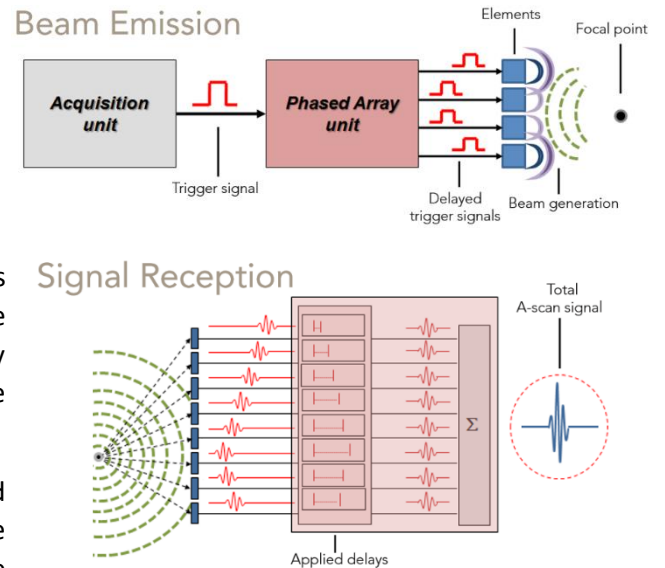 Beam Emission
Elements
Focal point
Acquisition
unit
Phased Array
unit
Trigger signal
Delayed
trigger signals
Beam generation
Signal Reception
Total
A-scan signal
Σ
Applied delays